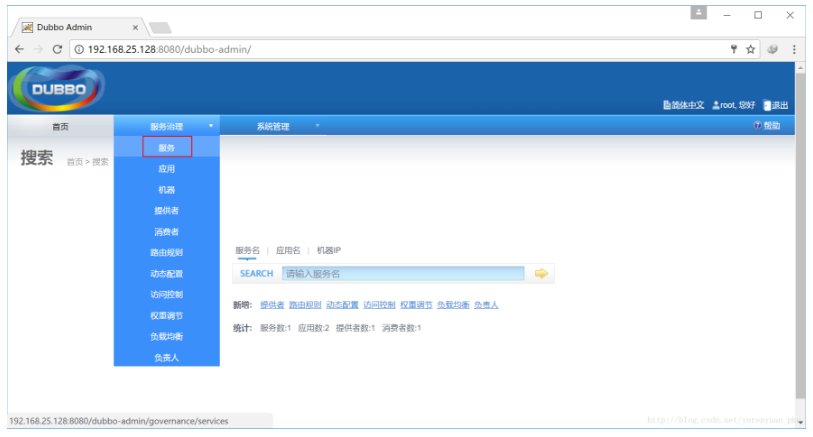 Dubbo Admin
192.168.25.128:8080/dubbo-admin/
DUBBO
简体中文 root, 您好 退出
首页 服务治理 系统管理 帮助
搜索 首页 > 搜索
服务
应用
机器
提供者
消费者
路由规则
动态配置
访问控制
权重调节
负载均衡
负责人
服务名 | 应用名 | 机器IP
SEARCH 请输入服务名
新增: 提供者 路由规则 动态配置 访问控制 权重调节 负载均衡 负责人
统计: 服务数:1 应用数:2 提供者数:1 消费者数:1
192.168.25.128:8080/dubbo-admin/governance/services